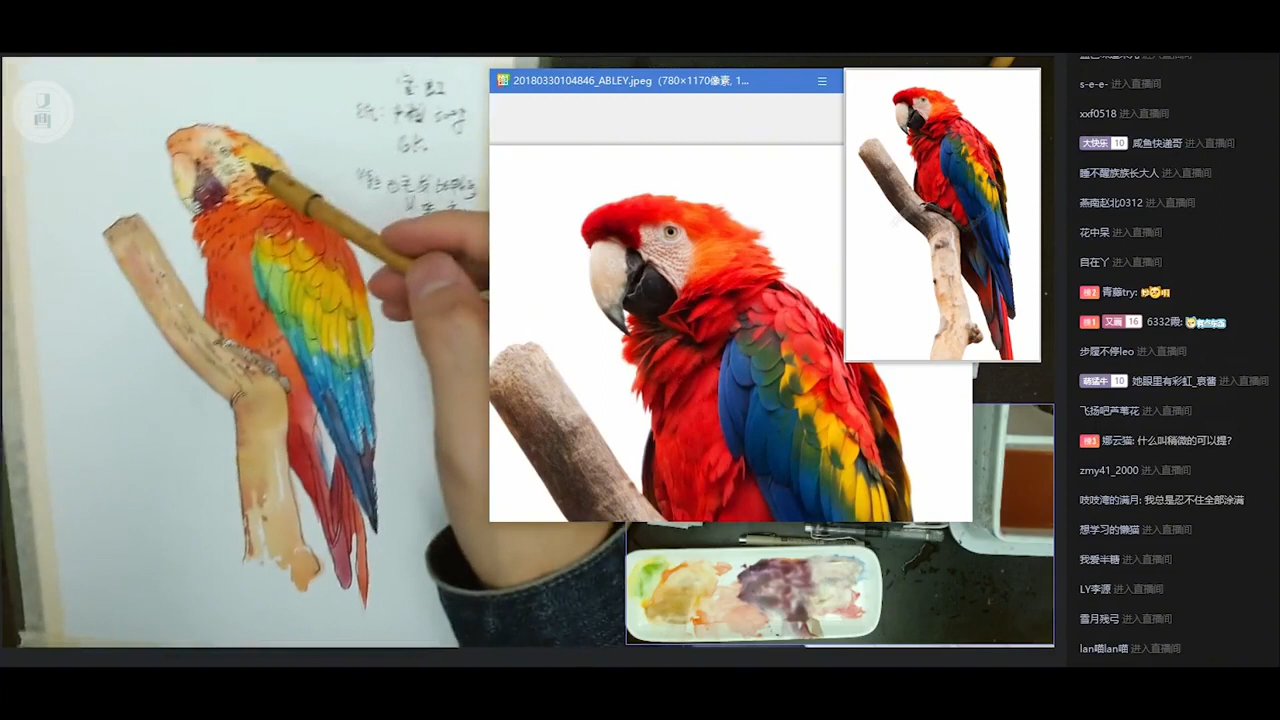 20180330104846_ABLEY.jpeg (780×1170像素, 1...
s-e-e- 进入直播间
xxf0518 进入直播间
大快乐 10 咸鱼快递哥 进入直播间
睡不醒族族长大人 进入直播间
燕南赵北0312 进入直播间
花中呆 进入直播间
自在丫 进入直播间
青藤try:
16 6332鹿:
步履不停leo 进入直播间
萌猛牛 10 她眼里有彩虹_哀酱 进入直播间
飞扬吧芦苇花 进入直播间
娜云猫: 什么叫稍微的可以提?
zmy41_2000 进入直播间
吱吱湾的满月: 我总是忍不住全部涂满
想学习的懒猫 进入直播间
我爱半糖 进入直播间
LY李源 进入直播间
雪月残弓 进入直播间
lan喵lan喵 进入直播间